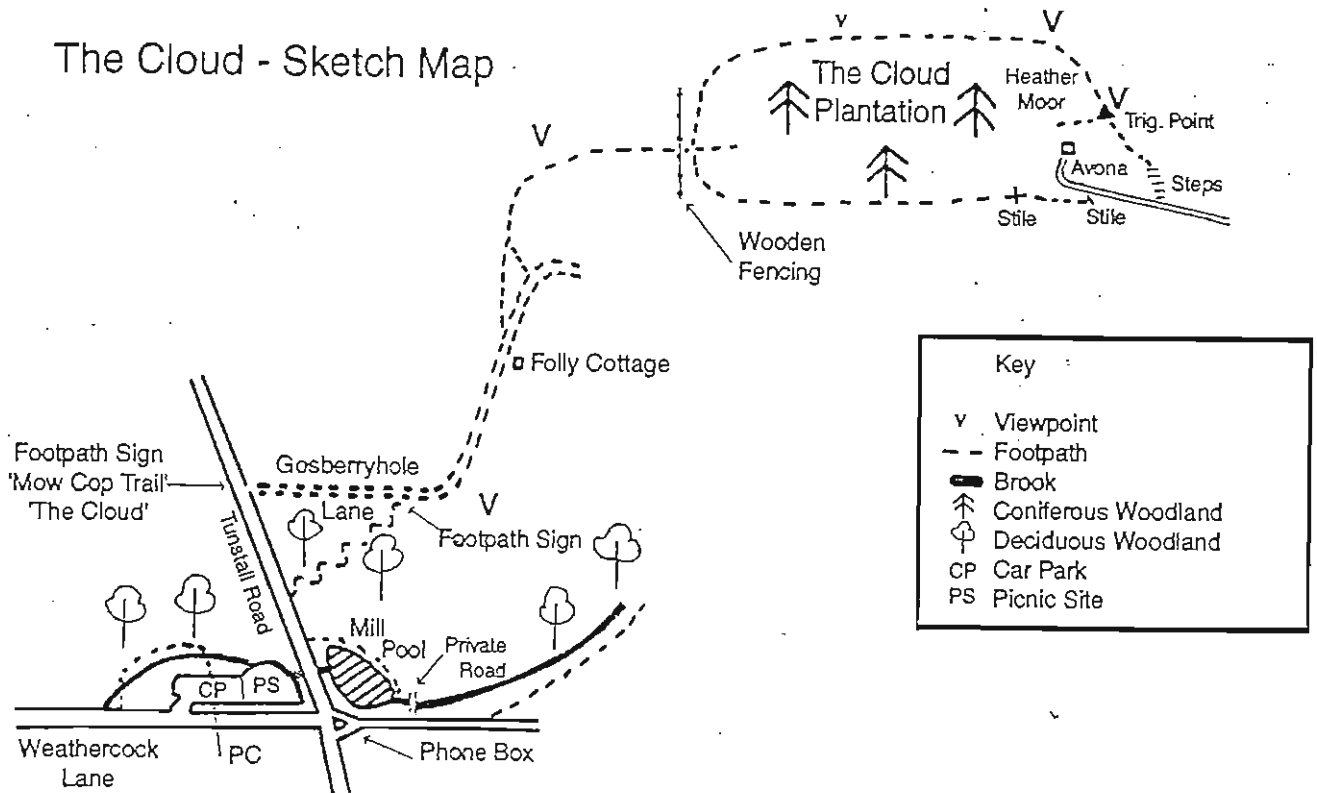 The Cloud - Sketch Map
V
V
The Cloud
Plantation
Heather
Moor
V
Trig. Point
V
Avona
Steps
Stile
Stile
Wooden
Fencing
Folly Cottage
Key
V Viewpoint
Footpath
Brook
Coniferous Woodland
Deciduous Woodland
CP Car Park
PS Picnic Site
Footpath Sign
'Mow Cop Trail'
'The Cloud'
Gosberryhole
Lane
V
Footpath Sign
Tunstall Road
Mill
Pool
Private
Road
CP
PS
Weathercock
Lane
PC
Phone Box